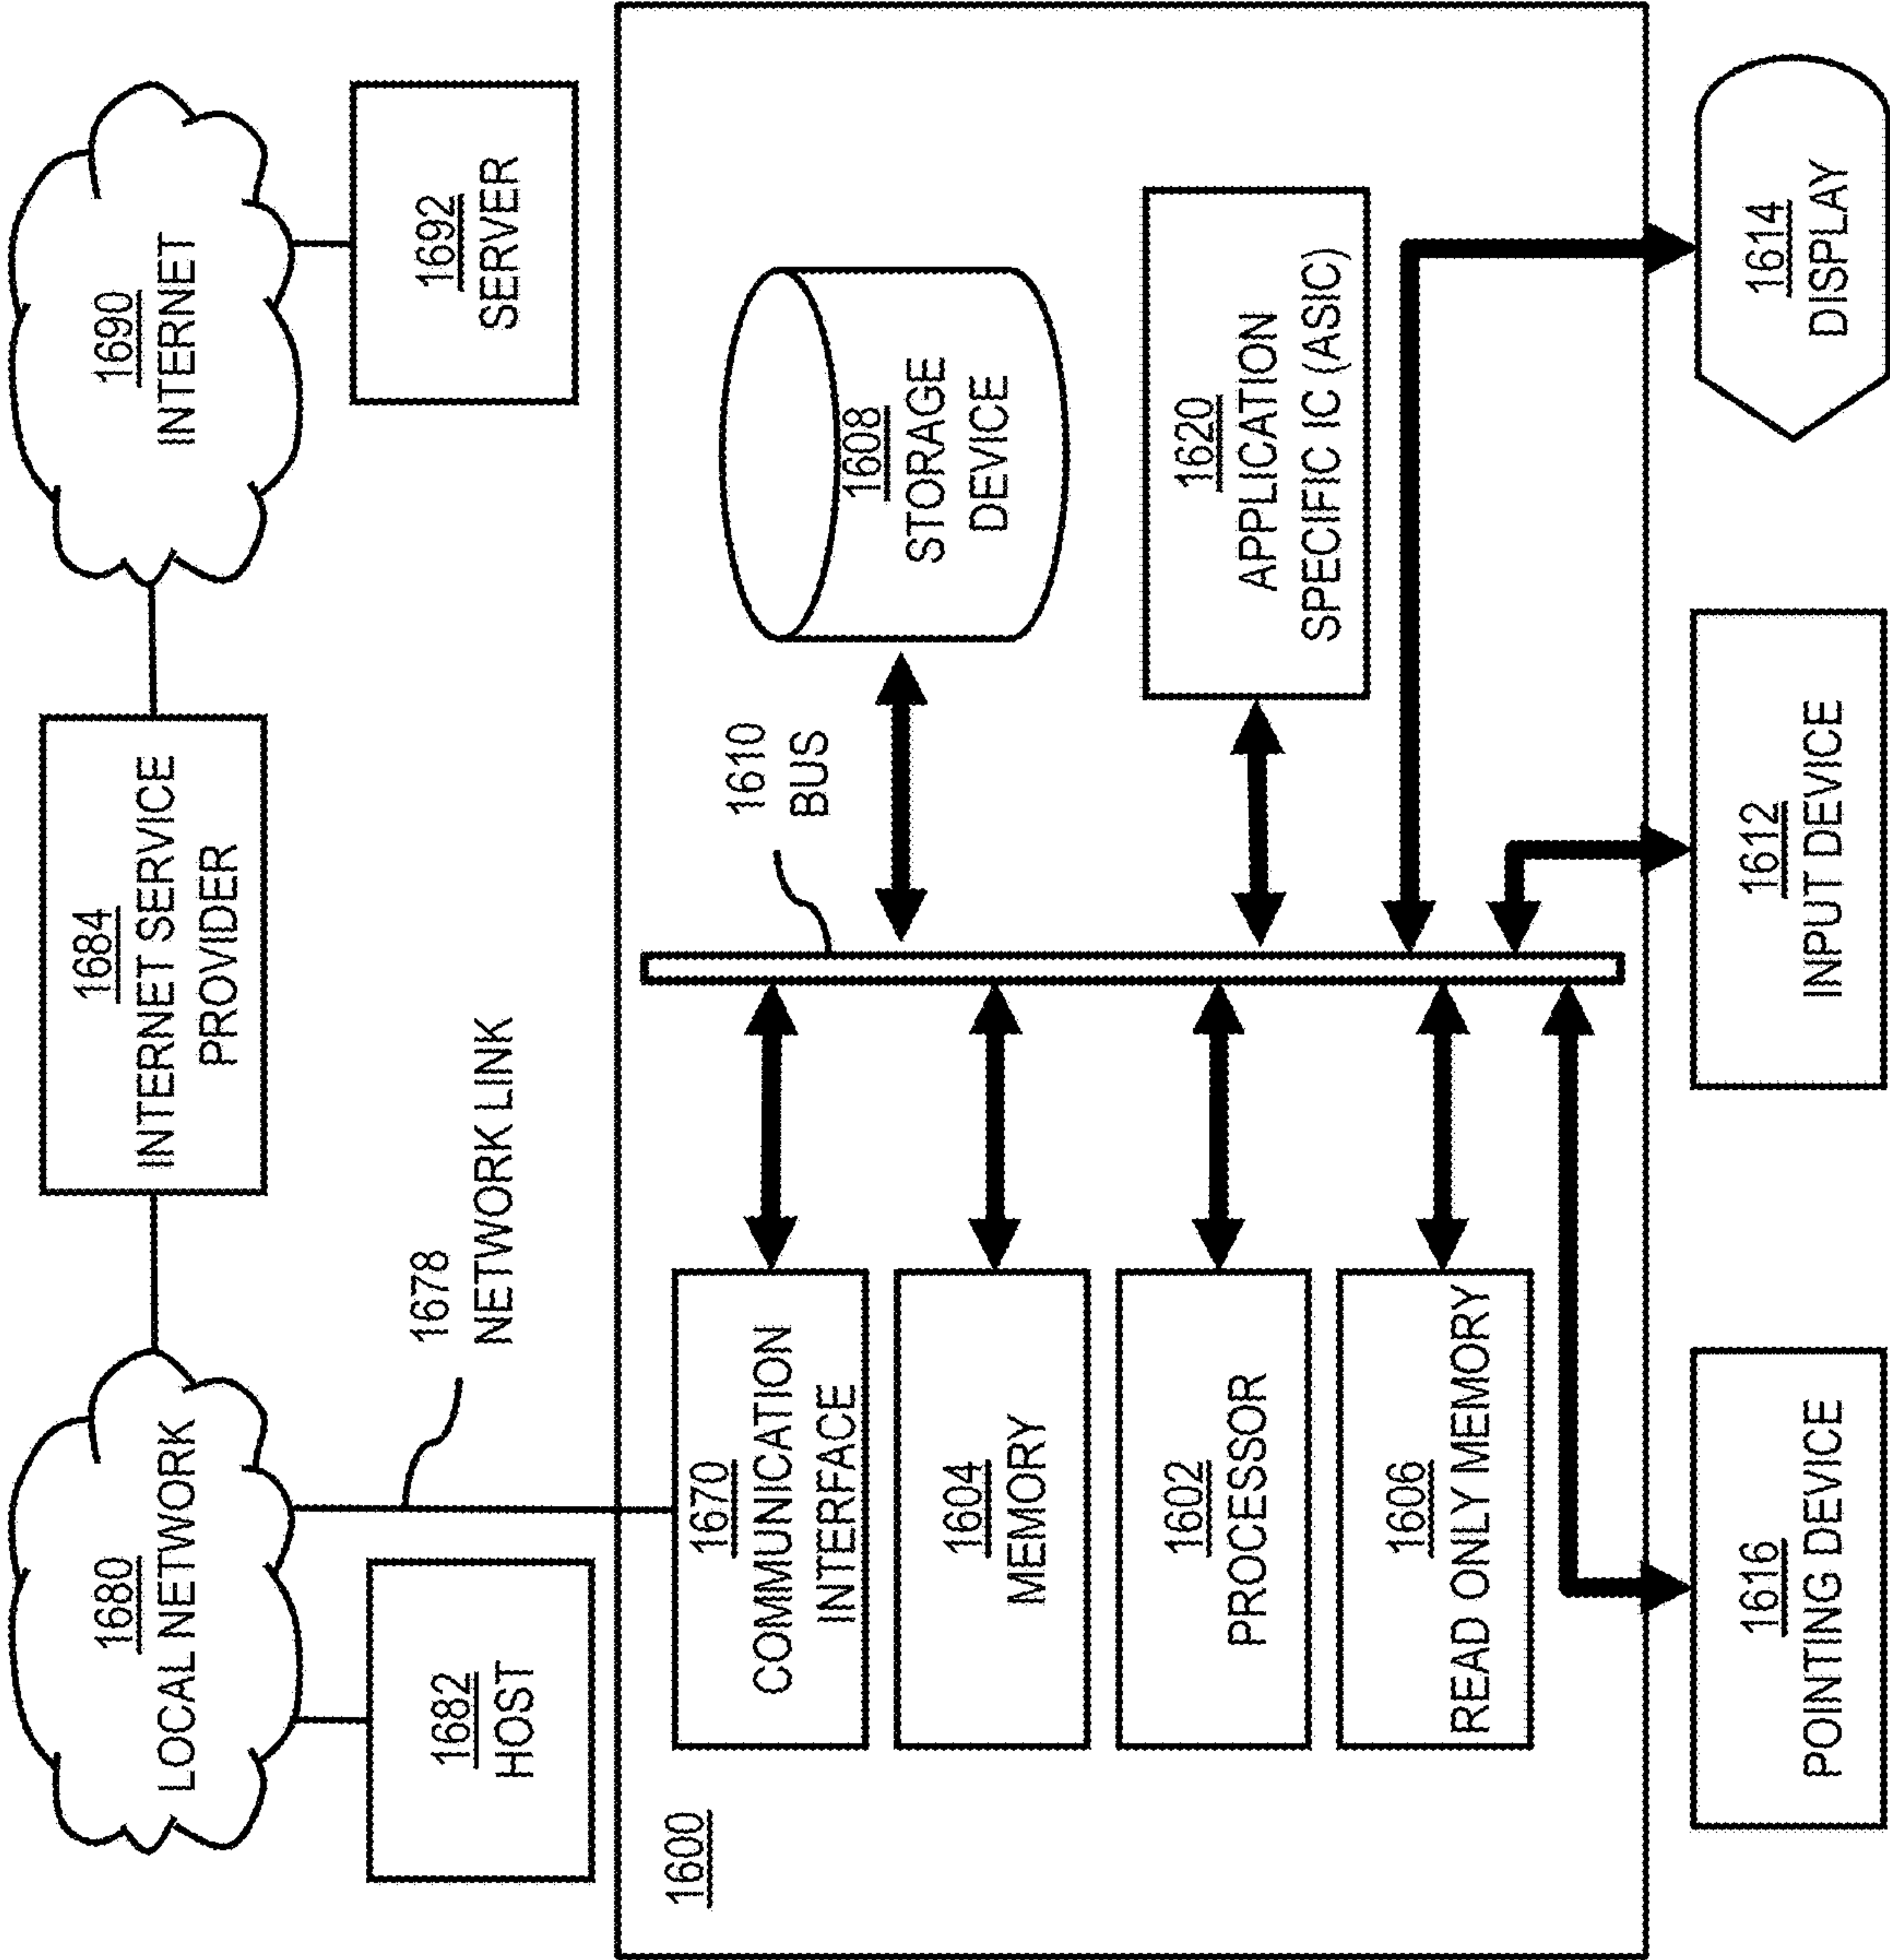 1680
LOCAL NETWORK
1684
INTERNET SERVICE
PROVIDER
1690
INTERNET
1682
HOST
1678
NETWORK LINK
1692
SERVER
1600
1670
COMMUNICATION
INTERFACE
1610
BUS
1608
STORAGE
DEVICE
1604
MEMORY
1602
PROCESSOR
1620
APPLICATION
SPECIFIC IC (ASIC)
1606
READ ONLY MEMORY
1616
POINTING DEVICE
1612
INPUT DEVICE
1614
DISPLAY